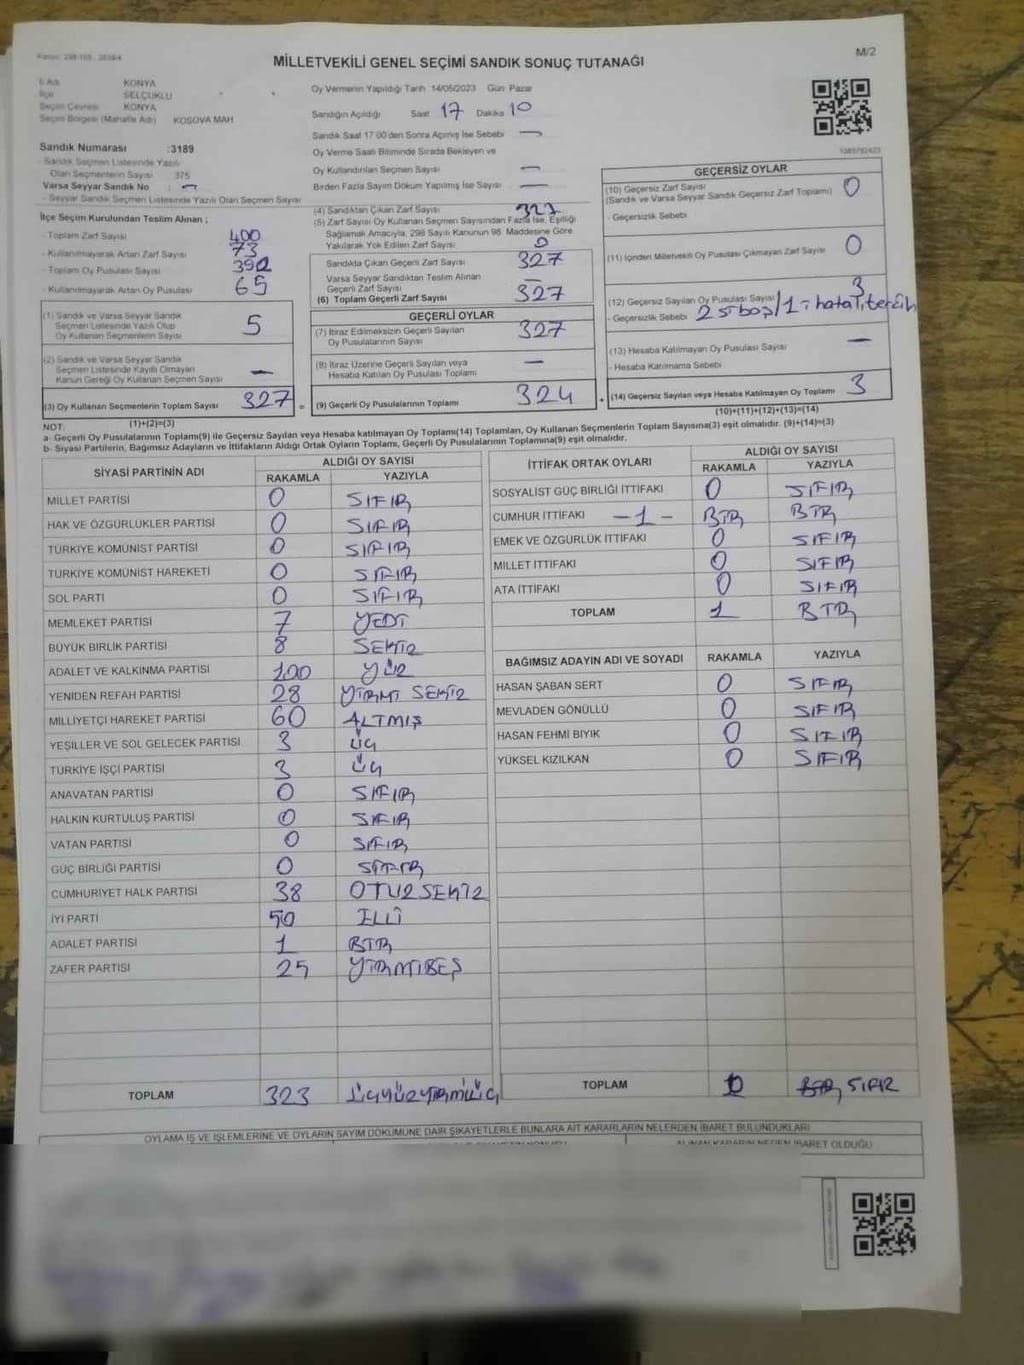 MİLLETVEKİLİ GENEL SEÇİMİ SANDIK SONUÇ TUTANAĞI
M/2
İl Adı KONYA
İlçe SELÇUKLU
Seçim Çevresi KONYA
Seçim Bölgesi (Mahalle Adı) KOSOVA MAH
Sandık Numarası :3189
Sandık Seçmen Listesinde Yazılı
Olan Seçmenlerin Sayısı 375
Varsa Seyyar Sandık No : -
- Seyyar Sandık Seçmen Listesinde Yazılı Olan Seçmen Sayısı
Oy Vermenin Yapıldığı Tarih 14/05/2023 Gün Pazar
Sandığın Açıldığı Saat 17 Dakika 10
Sandık Saat 17.00'den Sonra Açılmış İse Sebebi -
Oy Verme Saati Bitiminde Sırada Bekleyen ve
Oy Kullandırılan Seçmen Sayısı -
Birden Fazla Sayım Döküm Yapılmış İse Sayısı -
İlçe Seçim Kurulundan Teslim Alınan ;
- Toplam Zarf Sayısı 400
- Kullanılmayarak Artan Zarf Sayısı 73
- Toplam Oy Pusulası Sayısı 392
- Kullanılmayarak Artan Oy Pusulası 65
(1) Sandık ve Varsa Seyyar Sandık
Seçmen Listesinde Yazılı Olup
Oy Kullanan Seçmenlerin Sayısı 5
(2) Sandık ve Varsa Seyyar Sandık
Seçmen Listesinde Kayıtlı Olmayan
Kanun Gereği Oy Kullanan Seçmen Sayısı -
(3) Oy Kullanan Seçmenlerin Toplam Sayısı 327 =
(1)+(2)=(3)
(4) Sandıktan Çıkan Zarf Sayısı 327
(5) Zarf Sayısı Oy Kullanan Seçmen Sayısından Fazla İse, Eşitliği
Sağlamak Amacıyla, 298 Sayılı Kanunun 98. Maddesine Göre
Yakılarak Yok Edilen Zarf Sayısı 0
Sandıkta Çıkan Geçerli Zarf Sayısı 327
Varsa Seyyar Sandıktan Teslim Alınan
Geçerli Zarf Sayısı -
(6) Toplam Geçerli Zarf Sayısı 327
GEÇERLİ OYLAR
(7) İtiraz Edilmeksizin Geçerli Sayılan
Oy Pusulalarının Sayısı 327
(8) İtiraz Üzerine Geçerli Sayılan veya
Hesaba Katılan Oy Pusulası Toplamı -
(9) Geçerli Oy Pusulalarının Toplamı 324 +
GEÇERSİZ OYLAR
(10) Geçersiz Zarf Sayısı 0
(Sandık ve Varsa Seyyar Sandık Geçersiz Zarf Toplamı)
- Geçersizlik Sebebi
(11) İçinden Milletvekili Oy Pusulası Çıkmayan Zarf Sayısı 0
(12) Geçersiz Sayılan Oy Pusulası Sayısı 3
- Geçersizlik Sebebi 2 boş/1 = hatalı tercih
(13) Hesaba Katılmayan Oy Pusulası Sayısı -
- Hesaba Katılmama Sebebi
(14) Geçersiz Sayılan veya Hesaba Katılmayan Oy Toplamı 3
(10)+(11)+(12)+(13)=(14)
NOT:
a- Geçerli Oy Pusulalarının Toplamı(9) ile Geçersiz Sayılan veya Hesaba katılmayan Oy Toplamı(14) Toplamları, Oy Kullanan Seçmenlerin Toplam Sayısına(3) eşit olmalıdır. (9)+(14)=(3)
b- Siyasi Partilerin, Bağımsız Adayların ve İttifakların Aldığı Ortak Oyların Toplamı, Geçerli Oy Pusulalarının Toplamına(9) eşit olmalıdır.
SİYASİ PARTİNİN ADI ALDIĞI OY SAYISI
RAKAMLA YAZIYLA
MİLLET PARTİSİ 0 SIFIR
HAK VE ÖZGÜRLÜKLER PARTİSİ 0 SIFIR
TÜRKİYE KOMÜNİST PARTİSİ 0 SIFIR
TÜRKİYE KOMÜNİST HAREKETİ 0 SIFIR
SOL PARTİ 0 SIFIR
MEMLEKET PARTİSİ 7 YEDİ
BÜYÜK BİRLİK PARTİSİ 8 SEKİZ
ADALET VE KALKINMA PARTİSİ 100 YÜZ
YENİDEN REFAH PARTİSİ 28 YİRMİ SEKİZ
MİLLİYETÇİ HAREKET PARTİSİ 60 ALTMIŞ
YEŞİLLER VE SOL GELECEK PARTİSİ 3 ÜÇ
TÜRKİYE İŞÇİ PARTİSİ 3 ÜÇ
ANAVATAN PARTİSİ 0 SIFIR
HALKIN KURTULUŞ PARTİSİ 0 SIFIR
VATAN PARTİSİ 0 SIFIR
GÜÇ BİRLİĞİ PARTİSİ 0 SIFIR
CUMHURİYET HALK PARTİSİ 38 OTUZSEKİZ
İYİ PARTİ 50 ELLİ
ADALET PARTİSİ 1 BİR
ZAFER PARTİSİ 25 YİRMİBEŞ
TOPLAM 323 üçyüzyirmiüç
İTTİFAK ORTAK OYLARI ALDIĞI OY SAYISI
RAKAMLA YAZIYLA
SOSYALİST GÜÇ BİRLİĞİ İTTİFAKI 0 SIFIR
CUMHUR İTTİFAKI -1- BİR BİR
EMEK VE ÖZGÜRLÜK İTTİFAKI 0 SIFIR
MİLLET İTTİFAKI 0 SIFIR
ATA İTTİFAKI 0 SIFIR
TOPLAM 1 BİR
BAĞIMSIZ ADAYIN ADI VE SOYADI RAKAMLA YAZIYLA
HASAN ŞABAN SERT 0 SIFIR
MEVLADEN GÖNÜLLÜ 0 SIFIR
HASAN FEHMİ BIYIK 0 SIFIR
YÜKSEL KIZILKAN 0 SIFIR
TOPLAM 0 SIFIR
OYLAMA İŞ VE İŞLEMLERİNE VE OYLARIN SAYIM DÖKÜMÜNE DAİR ŞİKAYETLERLE BUNLARA AİT KARARLARIN NELERDEN İBARET BULUNDUKLARI
ALINAN KARARIN NEDEN İBARET OLDUĞU